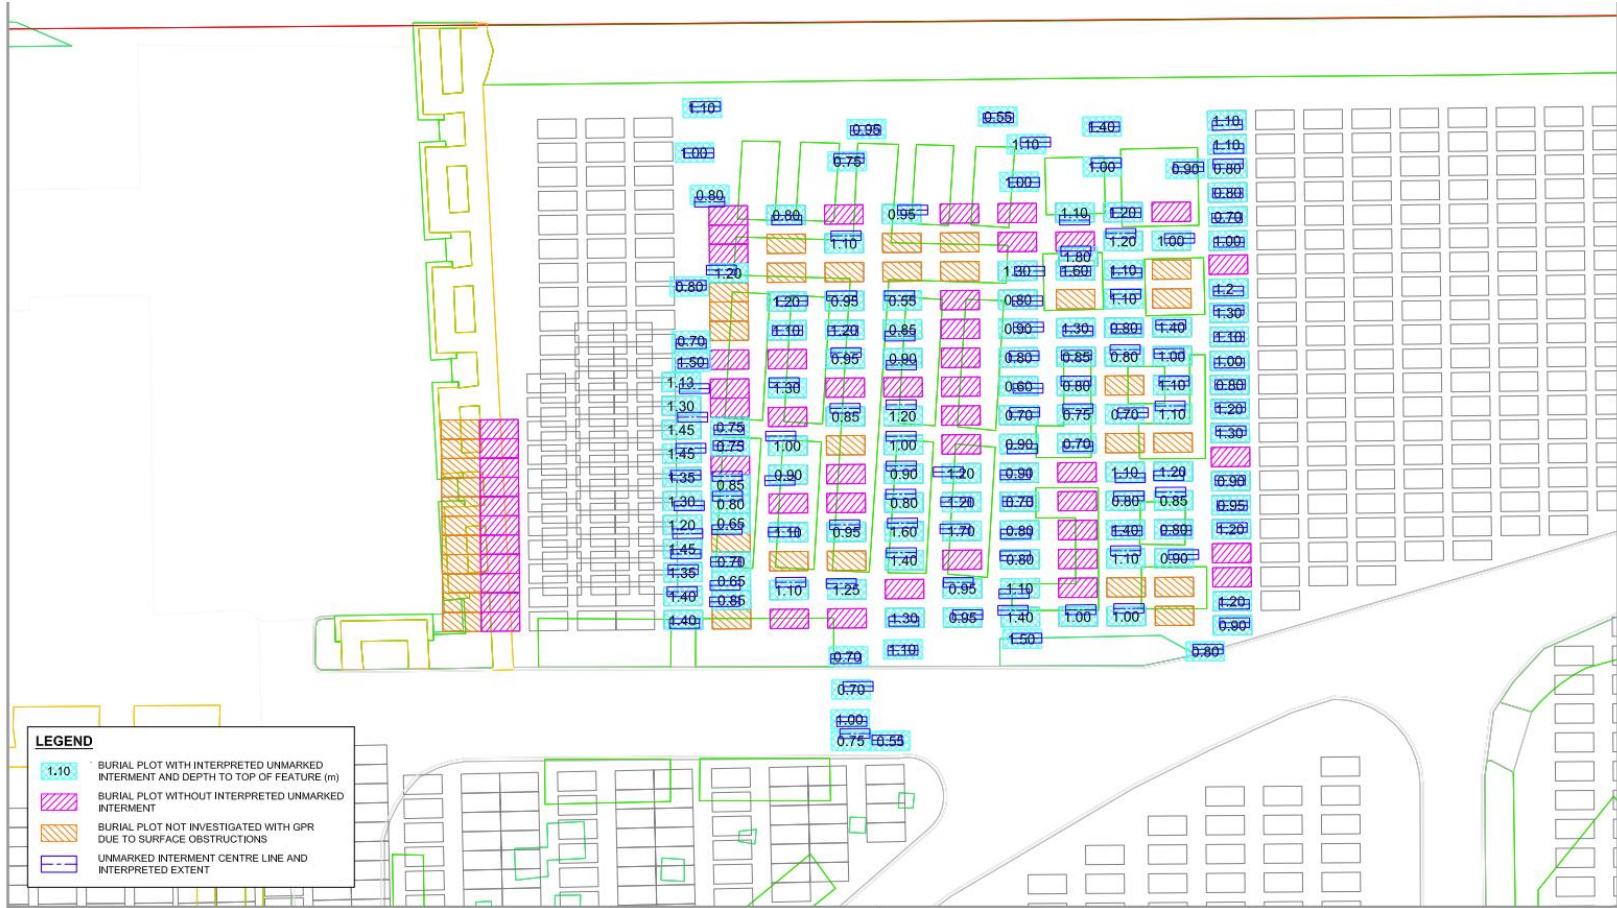 1.10
0.55
0.95
1.40
1.10
1.10
1.10
1.00
0.75
1.00
0.90
0.80
1.00
0.80
0.80
0.80 0.95 1.10 1.20 0.70
1.10 1.20 1.00 1.00
1.80
1.20 1.30 1.60 1.10
0.80
1.20 0.95 0.55 0.80 1.10 1.2
1.30
1.10 1.20 0.85 0.90 1.30 0.80 1.40 1.10
0.70
1.50 0.95 0.90 0.80 0.85 0.80 1.00 1.00
1.13 1.30 0.60 0.80 1.10 0.80
1.30 0.85 1.20 0.70 0.75 0.70 1.10 1.20
1.45 0.75 1.30
0.75 1.00 1.00 0.90 0.70
1.45
1.35 0.85 0.90 0.90 1.20 0.90 1.10 1.20 0.90
1.30 0.80 0.80 1.20 0.70 0.80 0.85 0.95
1.20 0.65 1.10 0.95 1.60 1.70 0.80 1.40 0.80 1.20
1.45 0.70 1.40 0.80 1.10 0.90
1.35 0.65
1.40 0.85 1.10 1.25 0.95 1.10 1.20
1.40 1.30 0.95 1.40 1.00 1.00 0.90
1.50
0.70 1.10 0.80
0.70
1.00
0.75 0.55
LEGEND
1.10 BURIAL PLOT WITH INTERPRETED UNMARKED
INTERMENT AND DEPTH TO TOP OF FEATURE (m)
BURIAL PLOT WITHOUT INTERPRETED UNMARKED
INTERMENT
BURIAL PLOT NOT INVESTIGATED WITH GPR
DUE TO SURFACE OBSTRUCTIONS
UNMARKED INTERMENT CENTRE LINE AND
INTERPRETED EXTENT